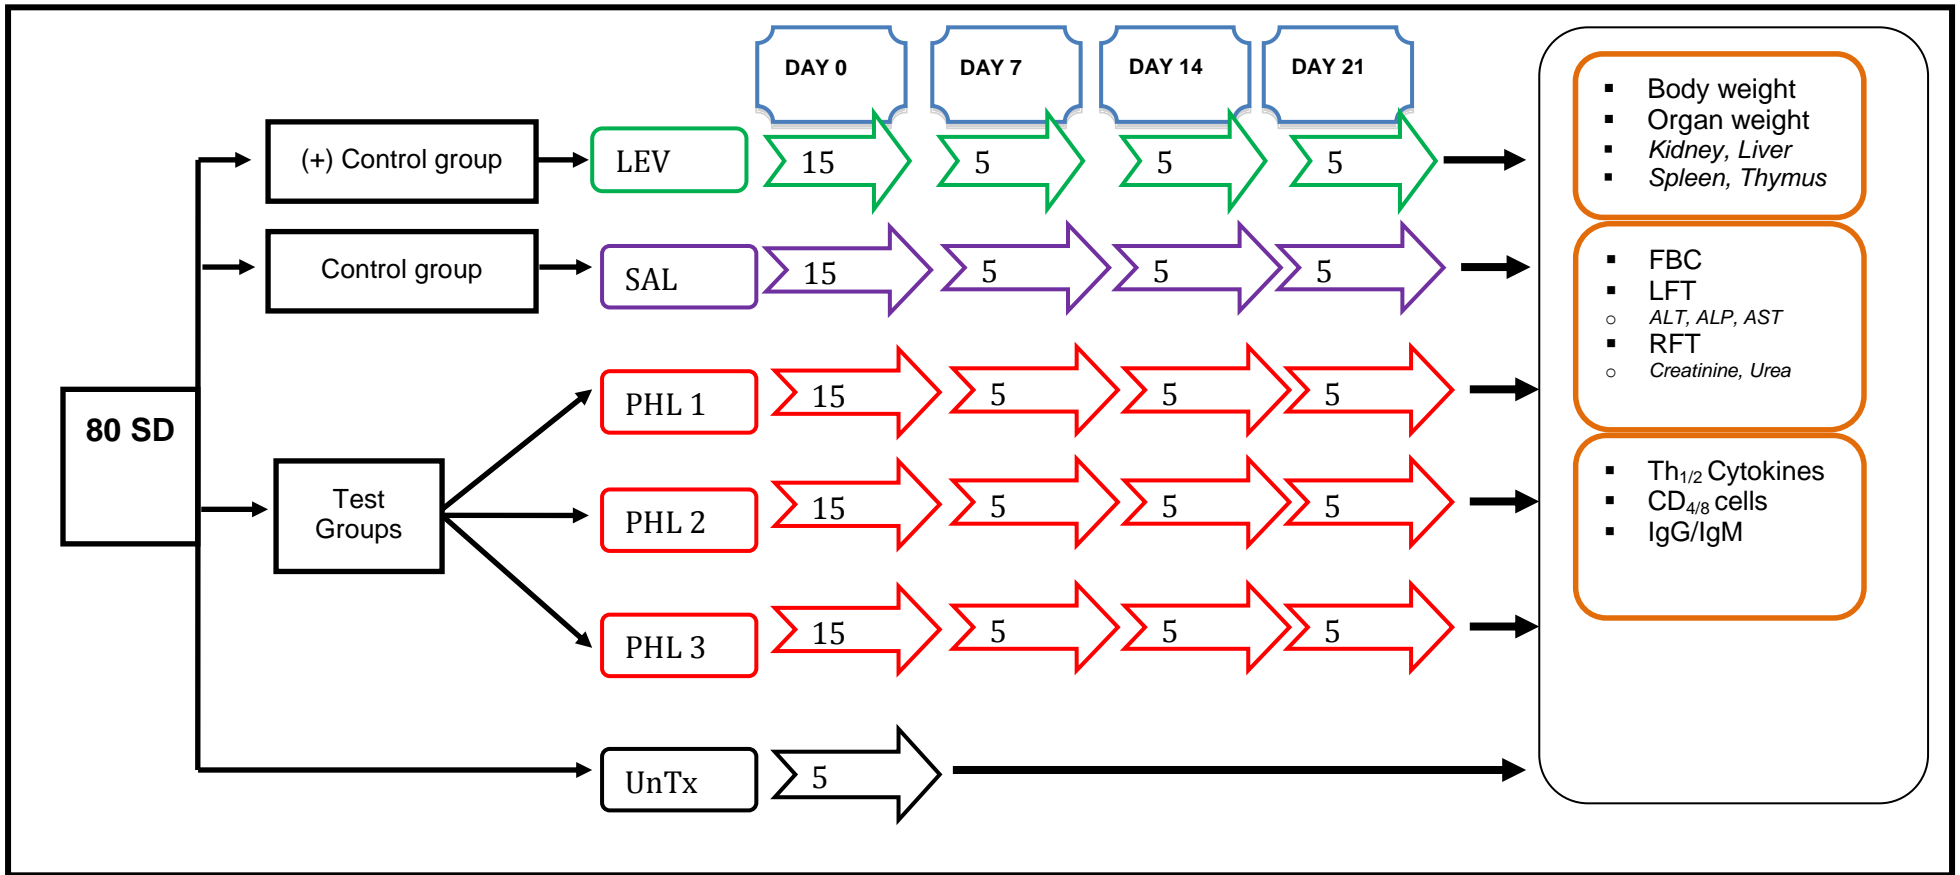 DAY 0
DAY 7
DAY 14
DAY 21
(+) Control group
LEV
15
5
5
5
Control group
SAL
15
5
5
5
80 SD
Test
Groups
PHL 1
15
5
5
5
PHL 2
15
5
5
5
PHL 3
15
5
5
5
UnTx
5
▪ Body weight
▪ Organ weight
▪ Kidney, Liver
▪ Spleen, Thymus
▪ FBC
▪ LFT
○ ALT, ALP, AST
▪ RFT
○ Creatinine, Urea
▪ Th1/2 Cytokines
▪ CD4/8 cells
▪ IgG/IgM